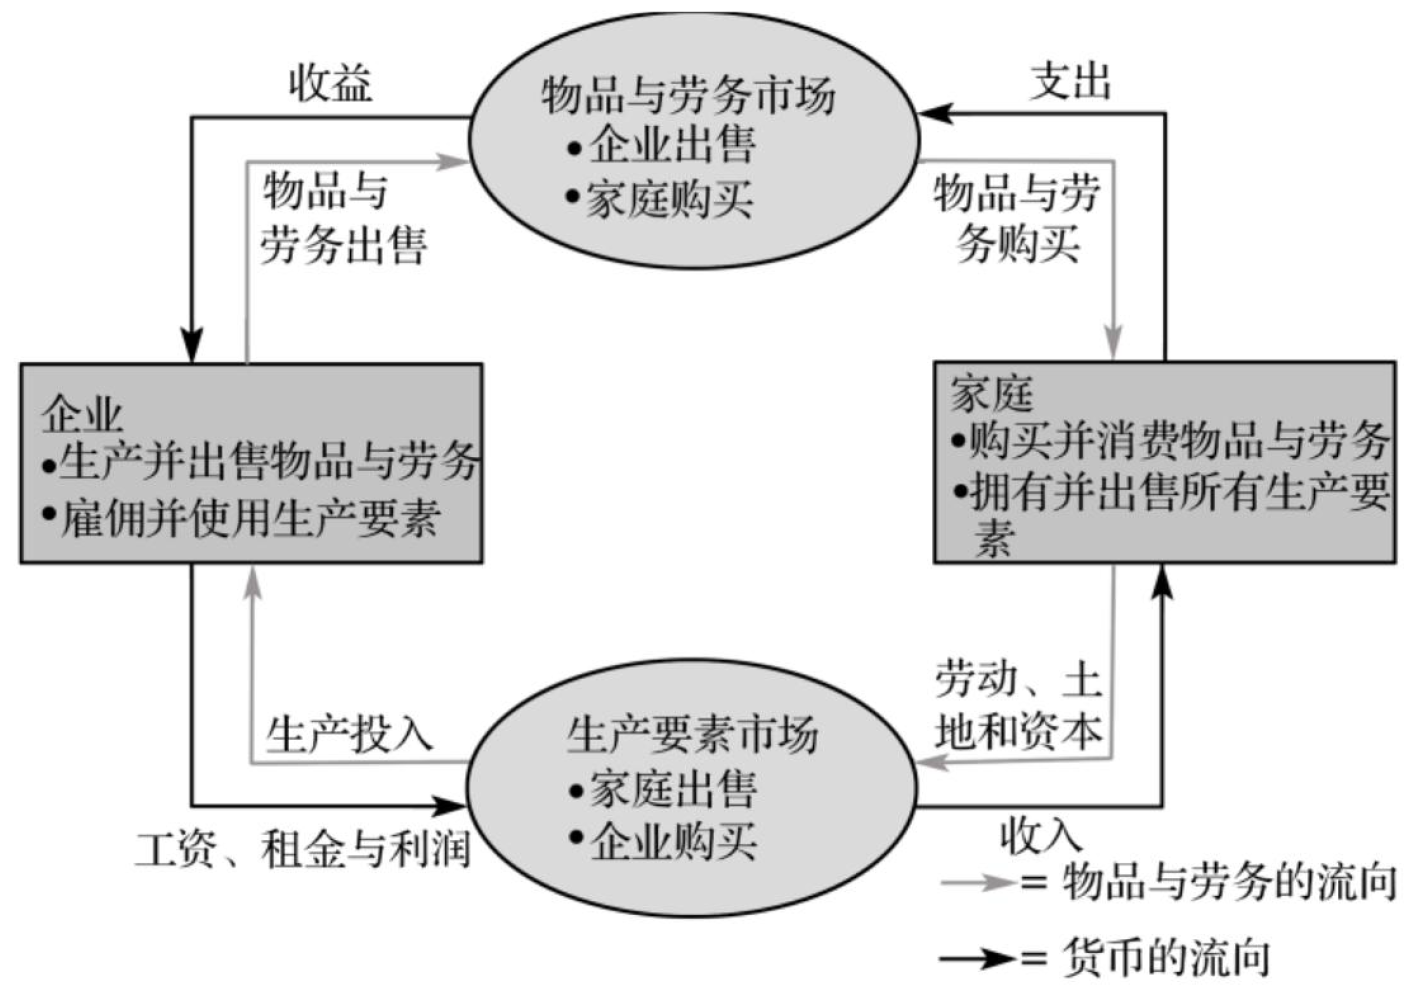 收益
物品与劳务市场
•企业出售
•家庭购买
支出
物品与
劳务出售
物品与劳
务购买
企业
•生产并出售物品与劳务
•雇佣并使用生产要素
家庭
•购买并消费物品与劳务
•拥有并出售所有生产要
素
生产投入
工资、租金与利润
生产要素市场
•家庭出售
•企业购买
劳动、土
地和资本
收入
= 物品与劳务的流向
= 货币的流向